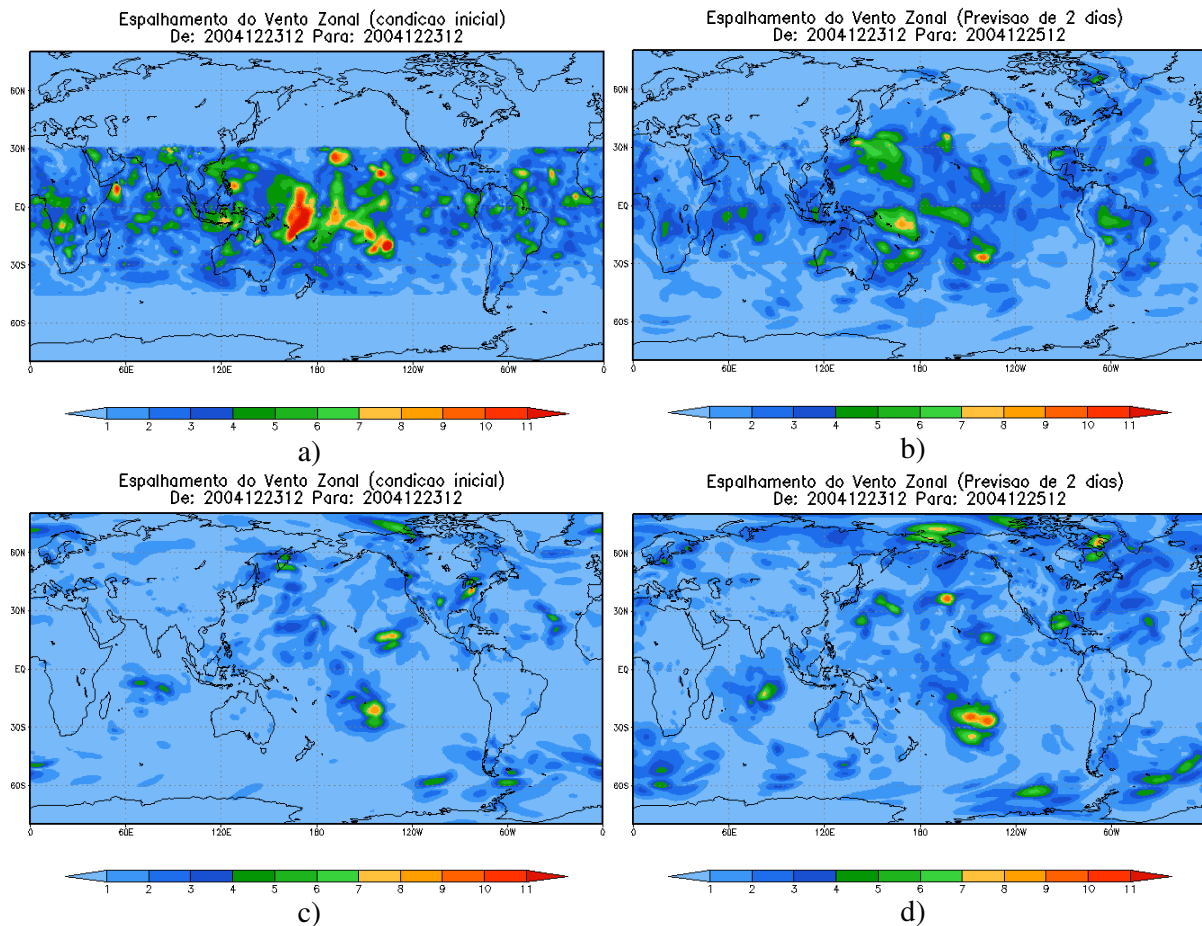 Espalhamento do Vento Zonal (condicao inicial)
De: 2004122312 Para: 2004122312
60N
30N
EQ
30S
60S
0 60E 120E 180 120W 60W 0
1 2 3 4 5 6 7 8 9 10 11
a)
Espalhamento do Vento Zonal (Previsao de 2 dias)
De: 2004122312 Para: 2004122512
60N
30N
EQ
30S
60S
0 60E 120E 180 120W 60W
1 2 3 4 5 6 7 8 9 10 11
b)
Espalhamento do Vento Zonal (condicao inicial)
De: 2004122312 Para: 2004122312
60N
30N
EQ
30S
60S
0 60E 120E 180 120W 60W 0
1 2 3 4 5 6 7 8 9 10 11
c)
Espalhamento do Vento Zonal (Previsao de 2 dias)
De: 2004122312 Para: 2004122512
60N
30N
EQ
30S
60S
0 60E 120E 180 120W 60W
1 2 3 4 5 6 7 8 9 10 11
d)